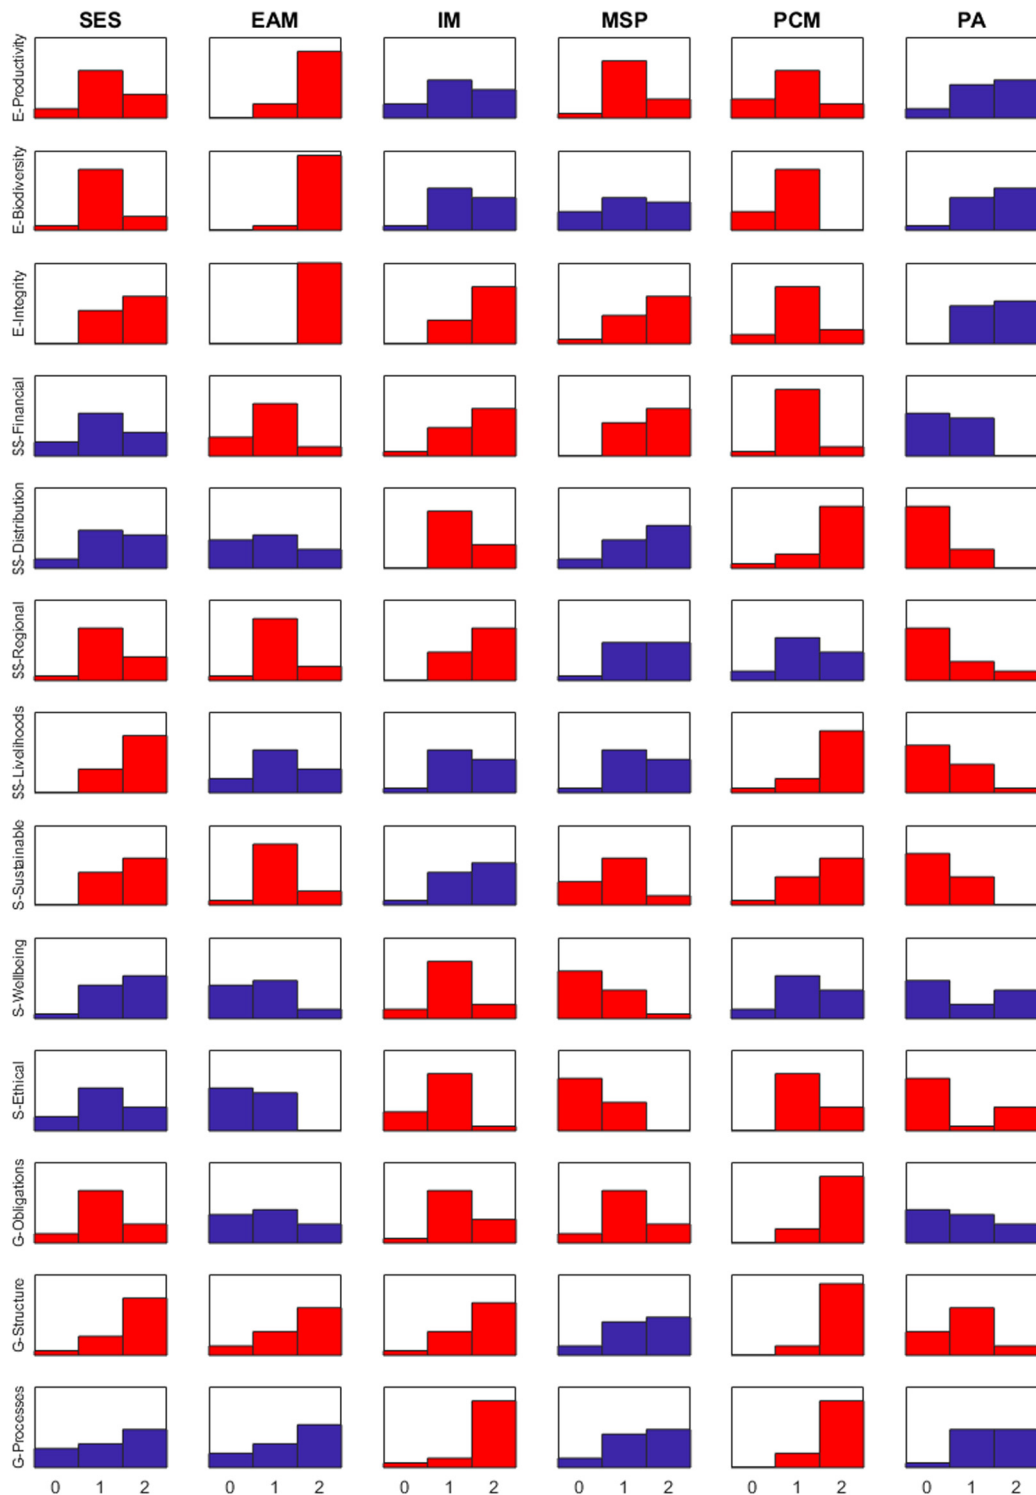 SES EAM IM MSP PCM PA
E-Productivity
E-Biodiversity
E-Integrity
SS-Financial
SS-Distribution
SS-Regional
SS-Livelihoods
S-Sustainable
S-Wellbeing
S-Ethical
G-Obligations
G-Structure
G-Processes
0 1 2 0 1 2 0 1 2 0 1 2 0 1 2 0 1 2